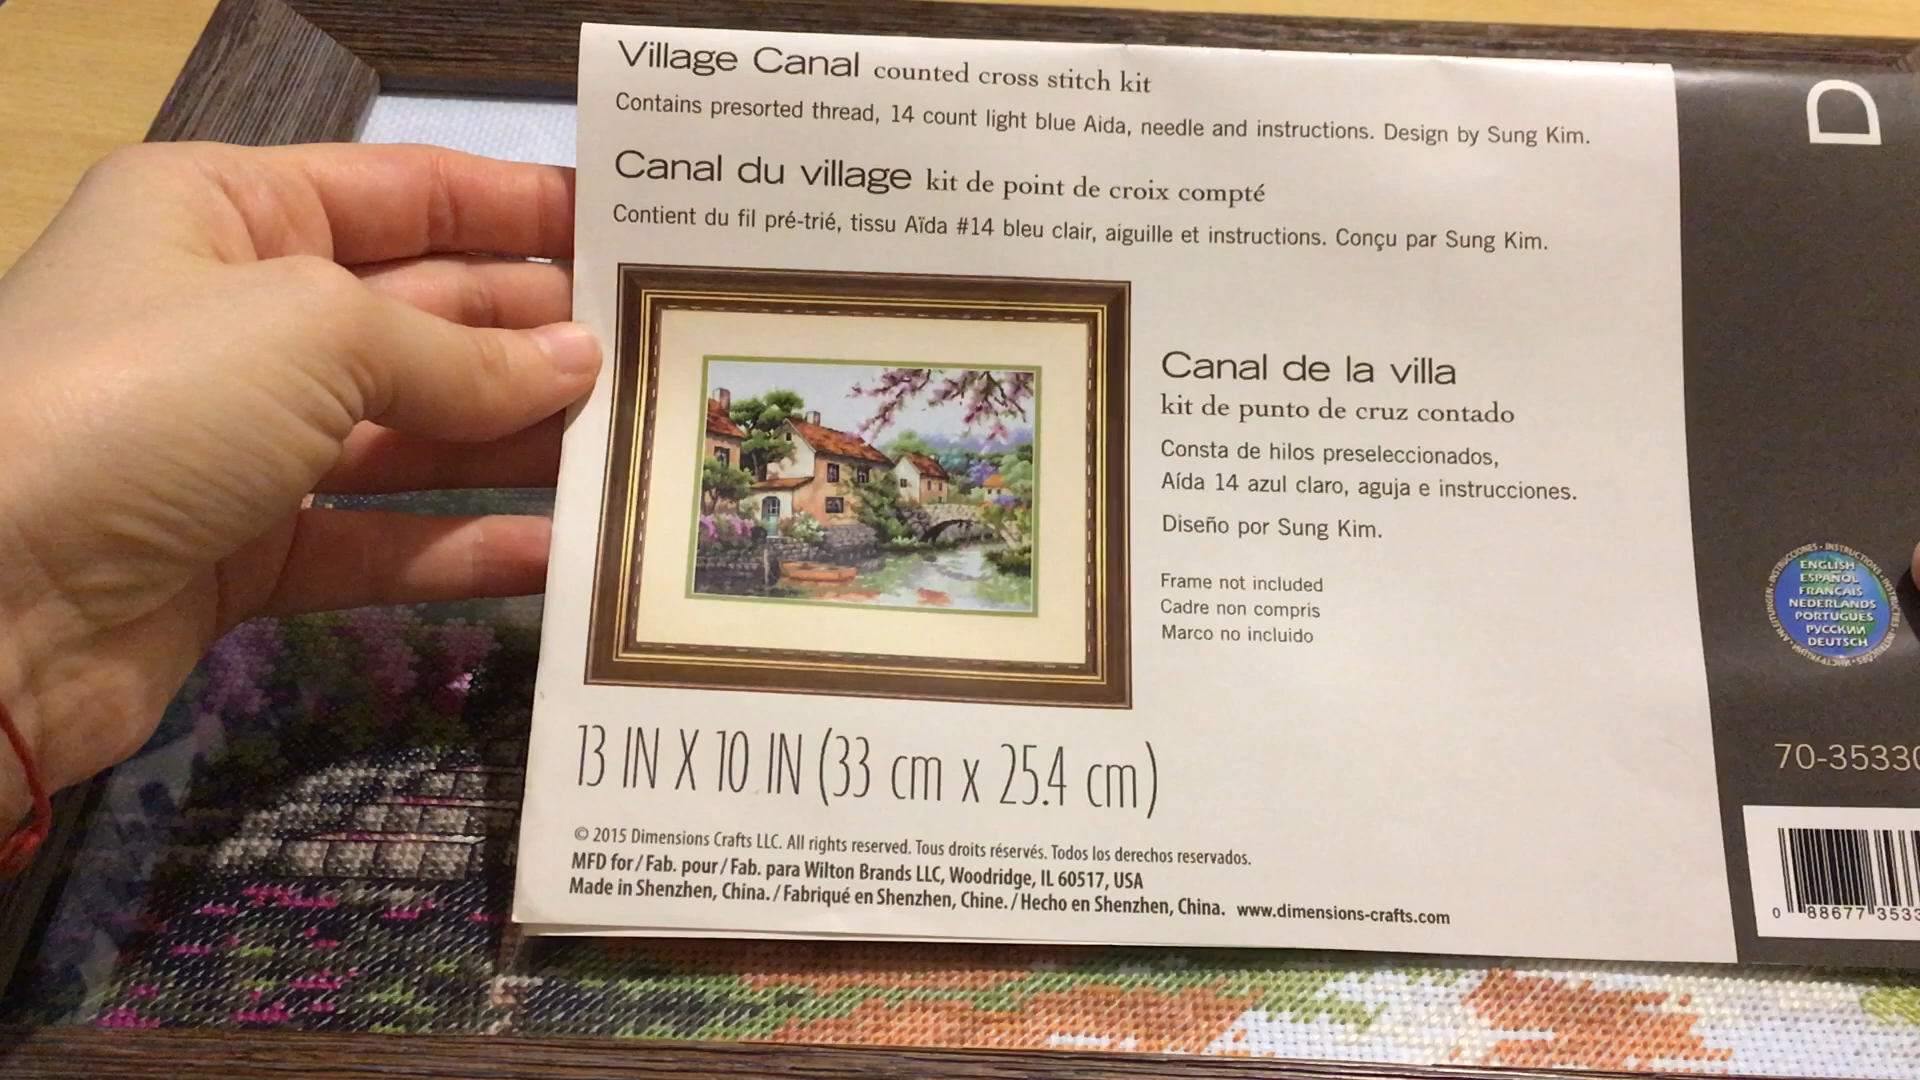 Village Canal counted cross stitch kit
Contains presorted thread, 14 count light blue Aida, needle and instructions. Design by Sung Kim.
Canal du village kit de point de croix compté
Contient du fil pré-trié, tissu Aïda #14 bleu clair, aiguille et instructions. Conçu par Sung Kim.
Canal de la villa
kit de punto de cruz contado
Consta de hilos preseleccionados,
Aída 14 azul claro, aguja e instrucciones.
Diseño por Sung Kim.
Frame not included
Cadre non compris
Marco no incluido
13 IN X 10 IN (33 cm x 25.4 cm)
© 2015 Dimensions Crafts LLC. All rights reserved. Tous droits réservés. Todos los derechos reservados.
MFD for/Fab. pour/Fab. para Wilton Brands LLC, Woodridge, IL 60517, USA
Made in Shenzhen, China./Fabriqué en Shenzhen, Chine./Hecho en Shenzhen, China. www.dimensions-crafts.com
D
ENGLISH
ESPAÑOL
FRANÇAIS
NEDERLANDS
PORTUGUES
РУССКИЙ
DEUTSCH
70-3533
0 88677 353